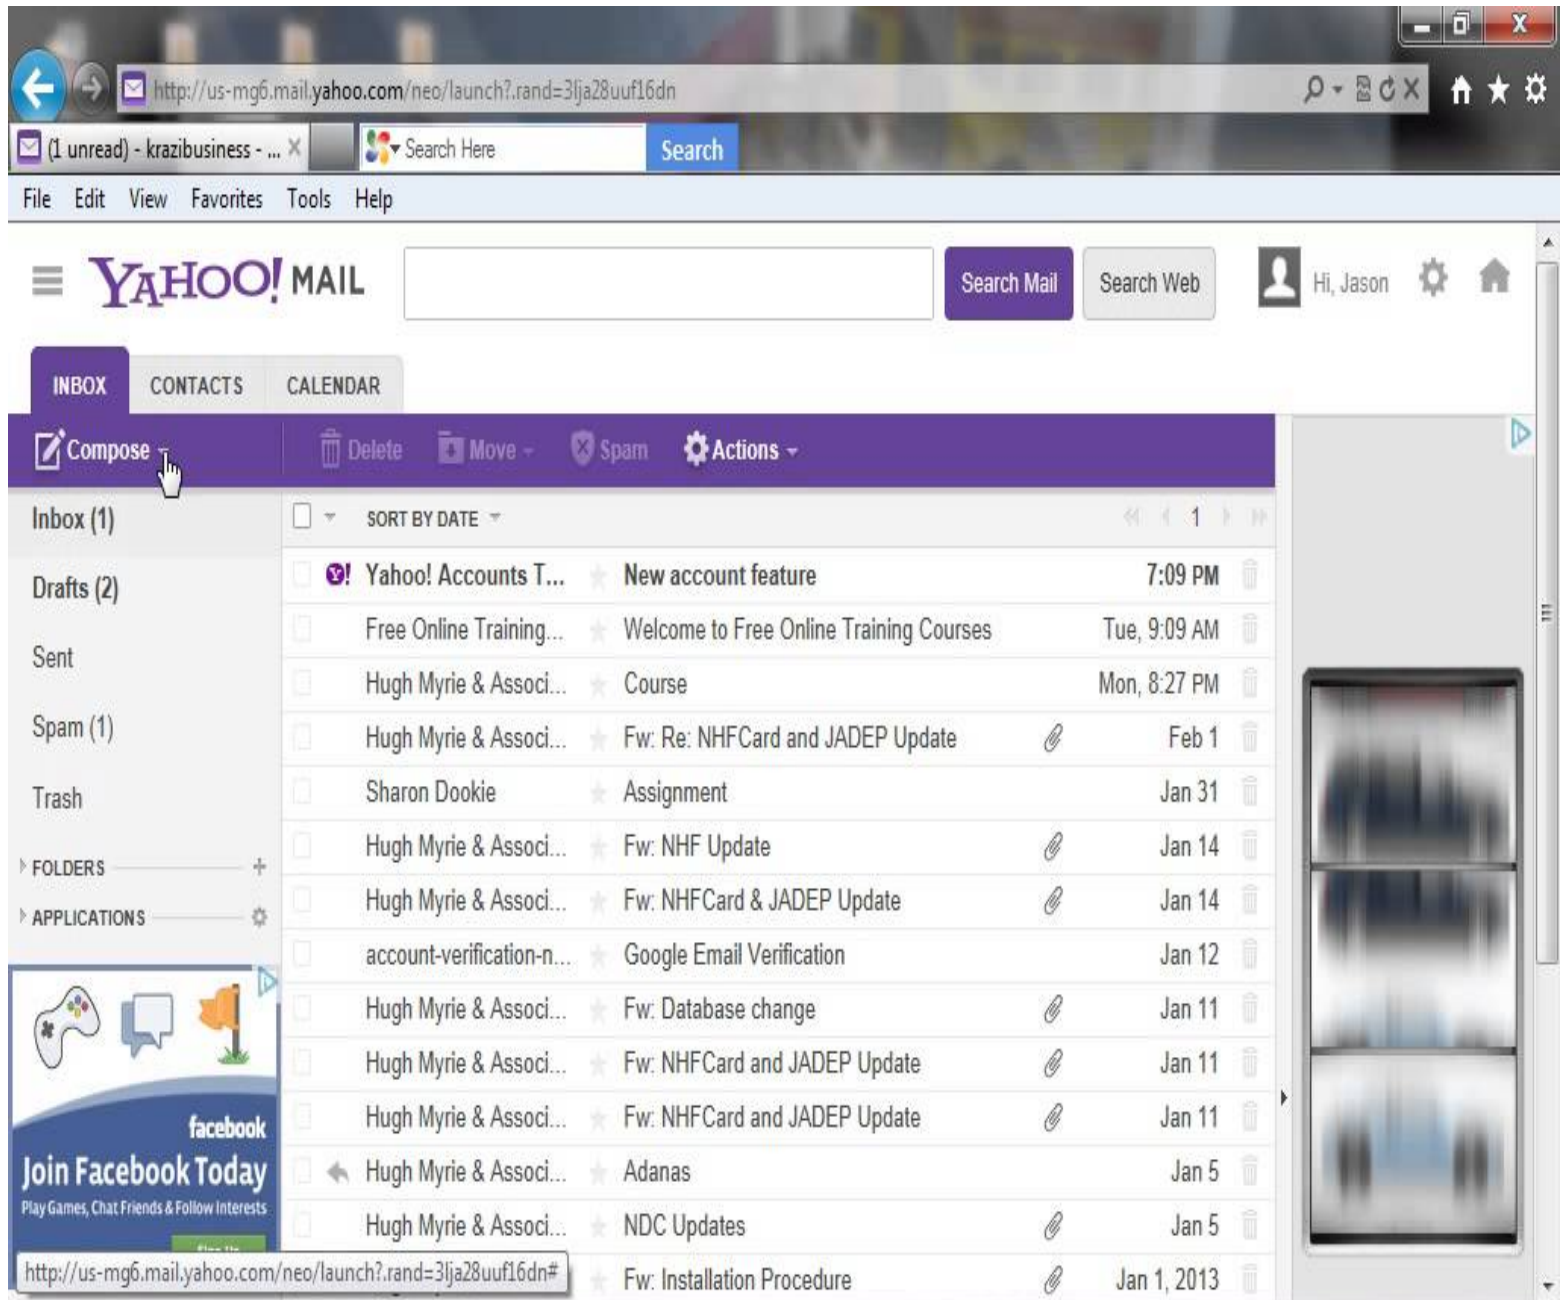 http://us-mg6.mail.yahoo.com/neo/launch?.rand=3lja28uuf16dn
(1 unread) - krazibusiness - ... Search Here Search
File Edit View Favorites Tools Help
YAHOO! MAIL Search Mail Search Web Hi, Jason
INBOX CONTACTS CALENDAR
Compose Delete Move Spam Actions
Inbox (1)
Drafts (2)
Sent
Spam (1)
Trash
FOLDERS
APPLICATIONS
SORT BY DATE 1
Y! Yahoo! Accounts T... New account feature 7:09 PM
Free Online Training... Welcome to Free Online Training Courses Tue, 9:09 AM
Hugh Myrie & Associ... Course Mon, 8:27 PM
Hugh Myrie & Associ... Fw: Re: NHFCard and JADEP Update Feb 1
Sharon Dookie Assignment Jan 31
Hugh Myrie & Associ... Fw: NHF Update Jan 14
Hugh Myrie & Associ... Fw: NHFCard & JADEP Update Jan 14
account-verification-n... Google Email Verification Jan 12
Hugh Myrie & Associ... Fw: Database change Jan 11
Hugh Myrie & Associ... Fw: NHFCard and JADEP Update Jan 11
Hugh Myrie & Associ... Fw: NHFCard and JADEP Update Jan 11
Hugh Myrie & Associ... Adanas Jan 5
Hugh Myrie & Associ... NDC Updates Jan 5
Fw: Installation Procedure Jan 1, 2013
facebook
Join Facebook Today
Play Games, Chat Friends & Follow Interests
http://us-mg6.mail.yahoo.com/neo/launch?.rand=3lja28uuf16dn#